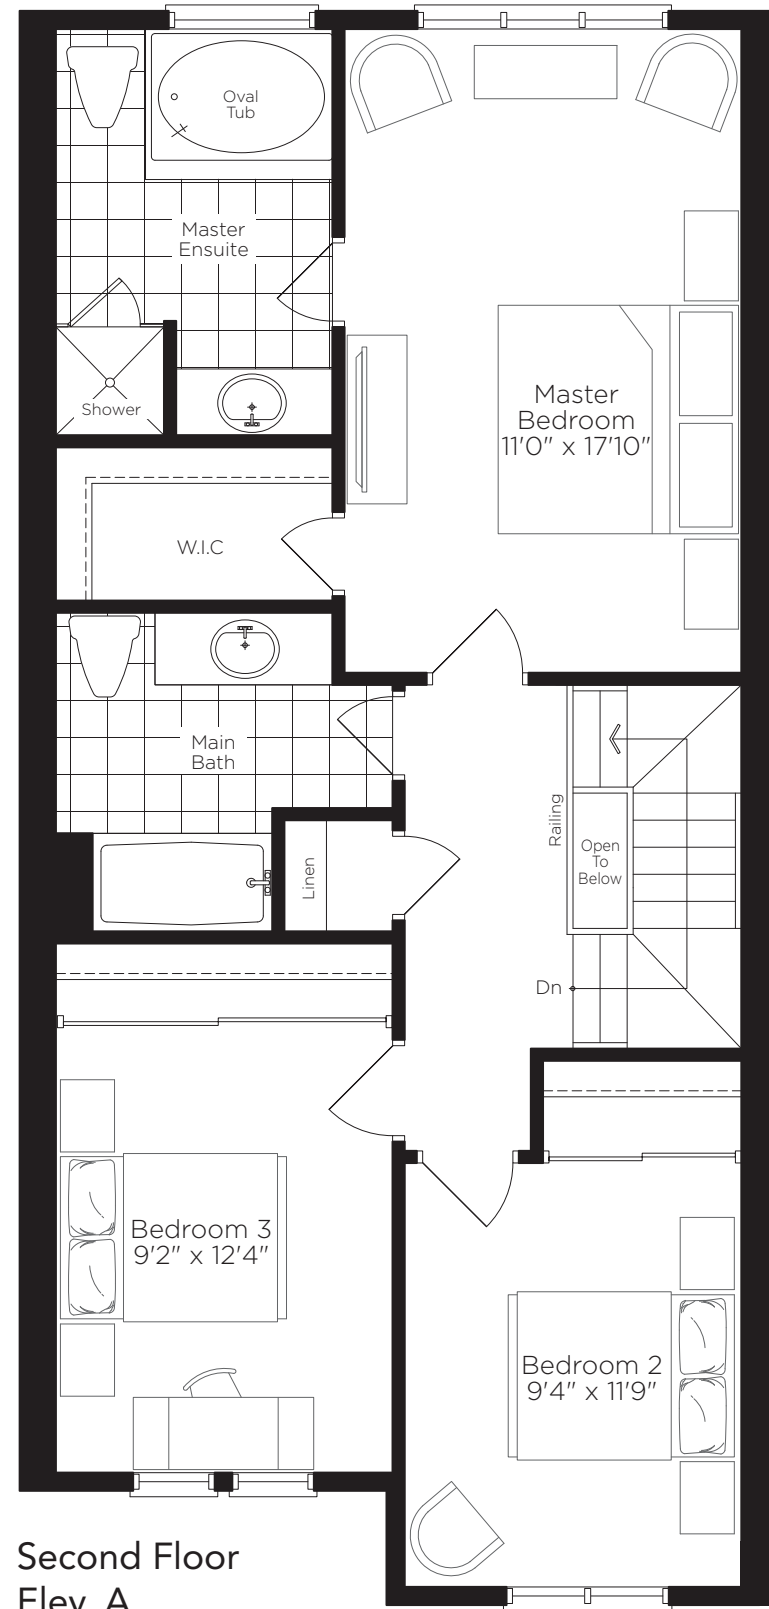 Oval
Tub
Master
Ensuite
Shower
Master
Bedroom
11'0" x 17'10"
W.I.C
Main
Bath
Linen
Railing
Open
To
Below
Dn
Bedroom 3
9'2" x 12'4"
Bedroom 2
9'4" x 11'9"
Second Floor
Elev. A